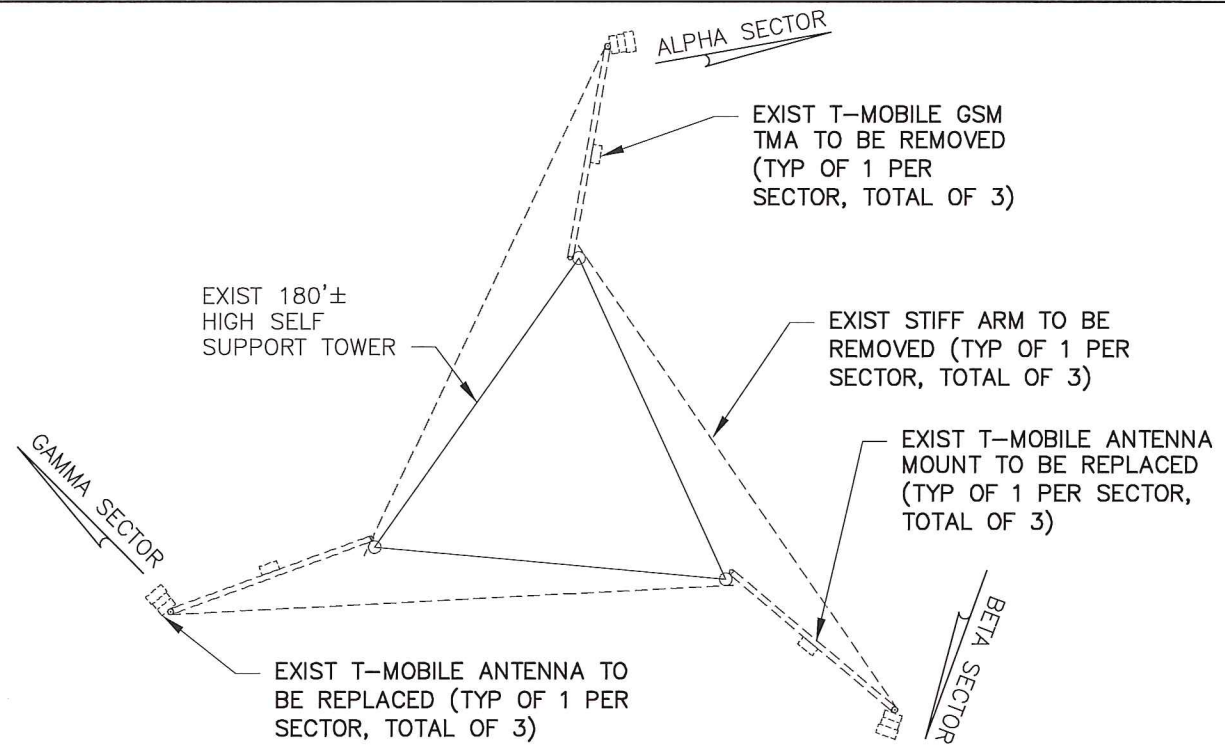 ALPHA SECTOR
EXIST T-MOBILE GSM
TMA TO BE REMOVED
(TYP OF 1 PER
SECTOR, TOTAL OF 3)
EXIST 180'±
HIGH SELF
SUPPORT TOWER
EXIST STIFF ARM TO BE
REMOVED (TYP OF 1 PER
SECTOR, TOTAL OF 3)
EXIST T-MOBILE ANTENNA
MOUNT TO BE REPLACED
(TYP OF 1 PER SECTOR,
TOTAL OF 3)
GAMMA SECTOR
BETA SECTOR
EXIST T-MOBILE ANTENNA TO
BE REPLACED (TYP OF 1 PER
SECTOR, TOTAL OF 3)